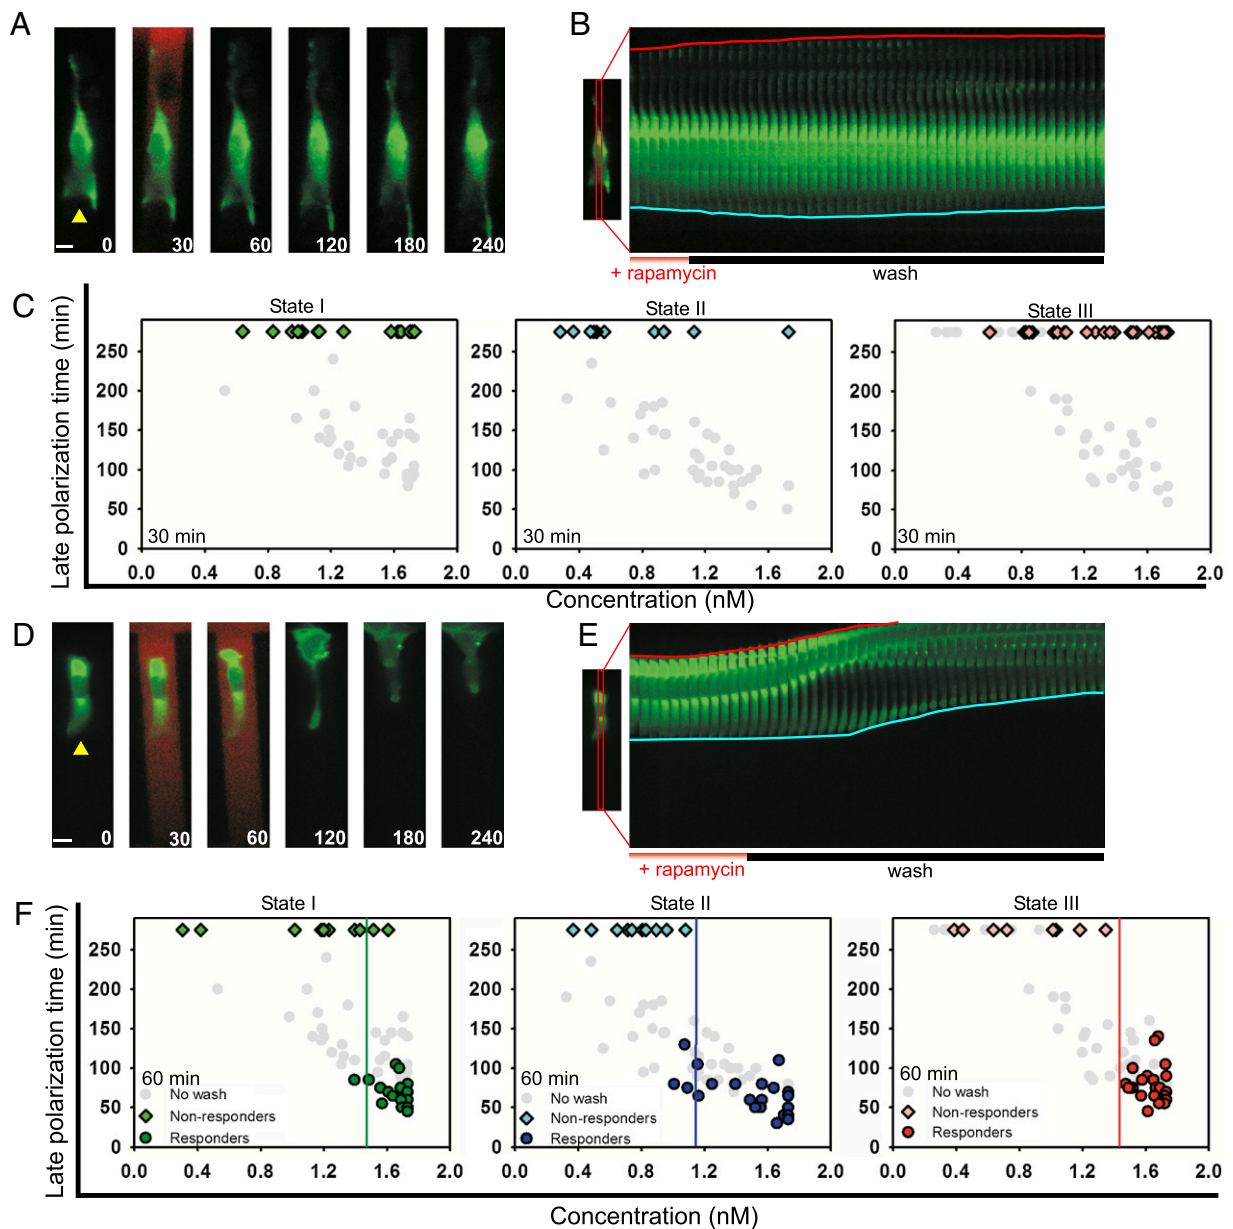 A
B
0
30
60
120
180
240
+ rapamycin
wash
C
Late polarization time (min)
State I
State II
State III
250
200
150
100
50
0
30 min
0.0 0.4 0.8 1.2 1.6 2.0
250
200
150
100
50
0
30 min
0.0 0.4 0.8 1.2 1.6 2.0
250
200
150
100
50
0
30 min
0.0 0.4 0.8 1.2 1.6 2.0
Concentration (nM)
D
E
0
30
60
120
180
240
+ rapamycin
wash
F
Late polarization time (min)
State I
State II
State III
250
200
150
100
50
0
60 min
No wash
Non-responders
Responders
0.0 0.4 0.8 1.2 1.6 2.0
250
200
150
100
50
0
60 min
No wash
Non-responders
Responders
0.0 0.4 0.8 1.2 1.6 2.0
250
200
150
100
50
0
60 min
No wash
Non-responders
Responders
0.0 0.4 0.8 1.2 1.6 2.0
Concentration (nM)